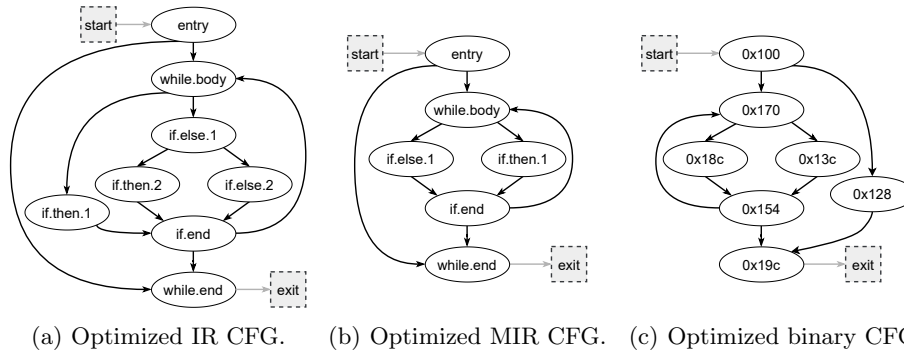 start
entry
while.body
if.else.1
if.then.2
if.else.2
if.then.1
if.end
while.end
exit
(a) Optimized IR CFG.
start
entry
while.body
if.else.1
if.then.1
if.end
while.end
exit
(b) Optimized MIR CFG.
start
0x100
0x170
0x18c
0x13c
0x128
0x154
0x19c
exit
(c) Optimized binary CFG